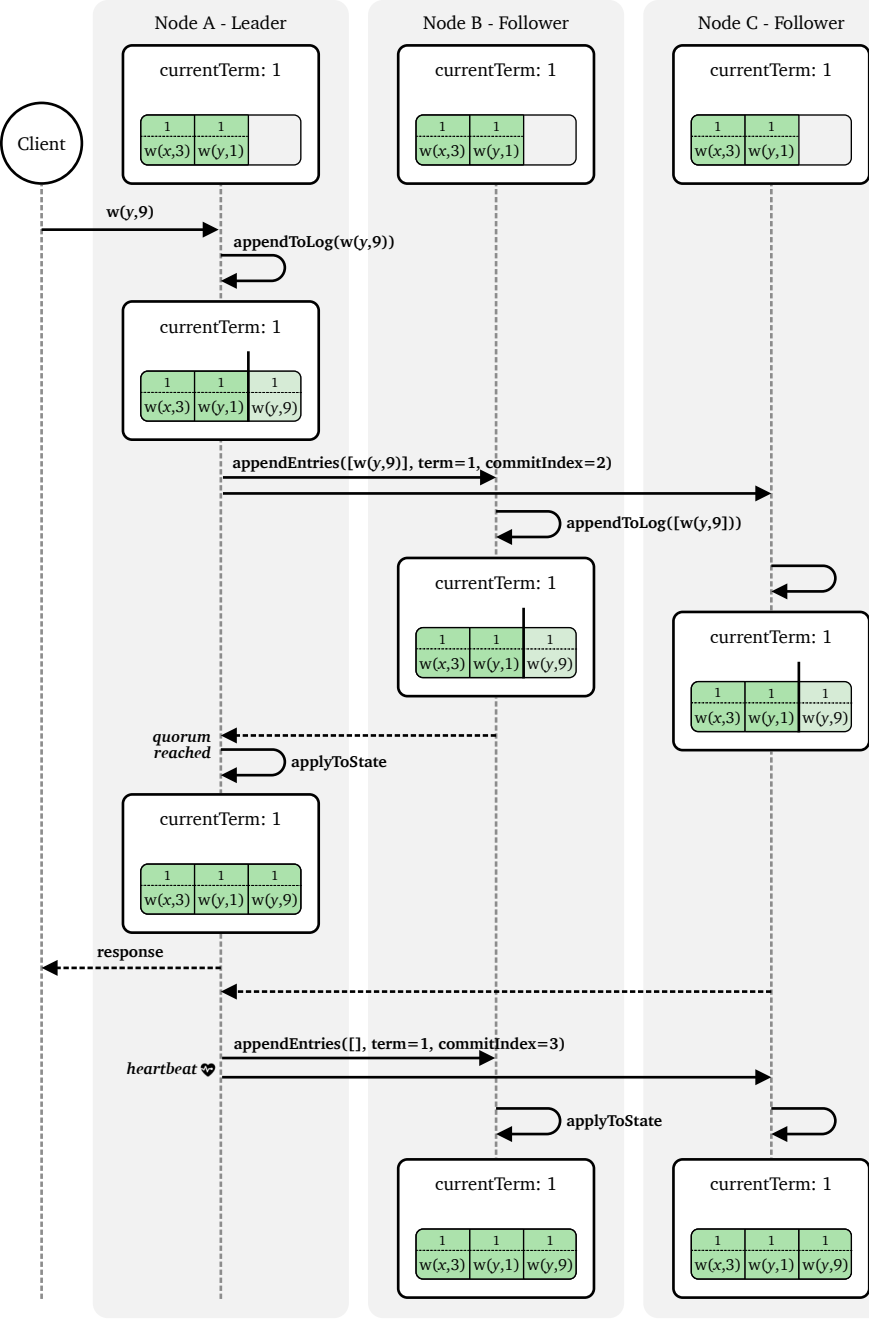 Node A - Leader
Node B - Follower
Node C - Follower
currentTerm: 1
currentTerm: 1
currentTerm: 1
1 1
w(x,3) w(y,1)
1 1
w(x,3) w(y,1)
1 1
w(x,3) w(y,1)
Client
w(y,9)
appendToLog(w(y,9))
currentTerm: 1
1 1 1
w(x,3) w(y,1) w(y,9)
appendEntries([w(y,9)], term=1, commitIndex=2)
appendToLog([w(y,9]))
currentTerm: 1
1 1 1
w(x,3) w(y,1) w(y,9)
currentTerm: 1
1 1 1
w(x,3) w(y,1) w(y,9)
quorum
reached
applyToState
currentTerm: 1
1 1 1
w(x,3) w(y,1) w(y,9)
response
appendEntries([], term=1, commitIndex=3)
heartbeat
applyToState
currentTerm: 1
currentTerm: 1
1 1 1
w(x,3) w(y,1) w(y,9)
1 1 1
w(x,3) w(y,1) w(y,9)